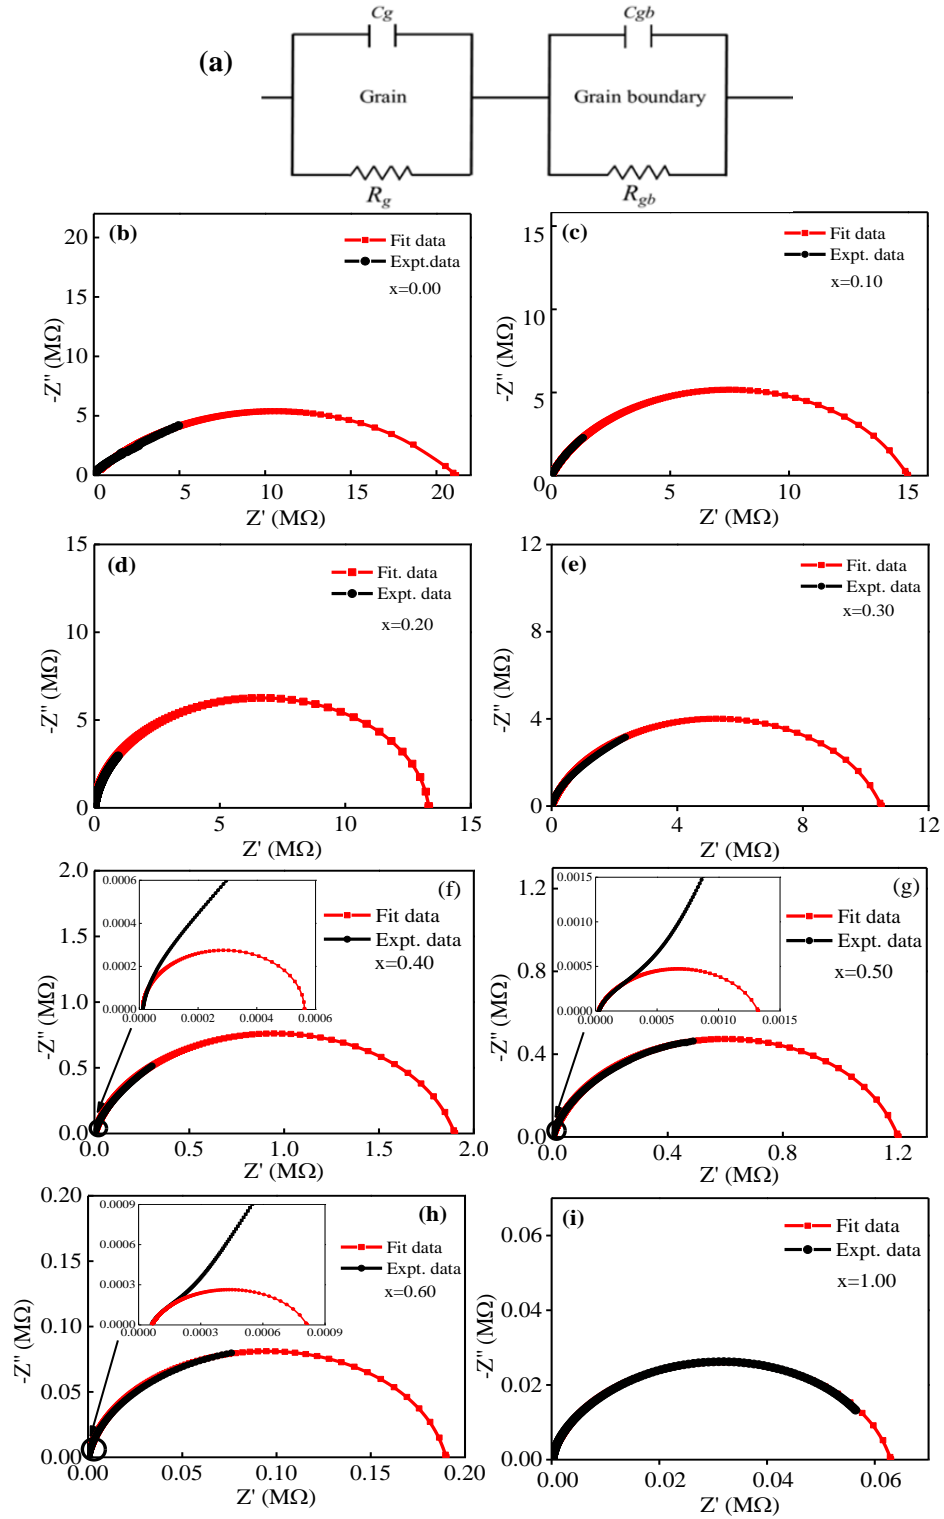 (a)
Cg
Cgb
Grain
Grain boundary
Rg
Rgb
(b)
Fit data
Expt.data
x=0.00
20
15
10
5
0
0 5 10 15 20
-Z" (MΩ)
Z' (MΩ)
(c)
Fit data
Expt. data
x=0.10
15
10
5
0
0 5 10 15
-Z" (MΩ)
Z' (MΩ)
(d)
Fit. data
Expt. data
x=0.20
15
10
5
0
0 5 10 15
-Z" (MΩ)
Z' (MΩ)
(e)
Fit. data
Expt. data
x=0.30
12
8
4
0
0 4 8 12
-Z" (MΩ)
Z' (MΩ)
(f)
Fit data
Expt. data
x=0.40
2.0
1.5
1.0
0.5
0.0
0.0 0.5 1.0 1.5 2.0
-Z" (MΩ)
Z' (MΩ)
0.0006
0.0004
0.0002
0.0000
0.0000 0.0002 0.0004 0.0006
(g)
Fit data
Expt. data
x=0.50
1.2
0.8
0.4
0.0
0.0 0.4 0.8 1.2
-Z" (MΩ)
Z' (MΩ)
0.0015
0.0010
0.0005
0.0000
0.0000 0.0005 0.0010 0.0015
(h)
Fit data
Expt. data
x=0.60
0.20
0.15
0.10
0.05
0.00
0.00 0.05 0.10 0.15 0.20
-Z" (MΩ)
Z' (MΩ)
0.0009
0.0006
0.0003
0.0000
0.0000 0.0003 0.0006 0.0009
(i)
Fit data
Expt. data
x=1.00
0.06
0.04
0.02
0.00
0.00 0.02 0.04 0.06
-Z" (MΩ)
Z' (MΩ)